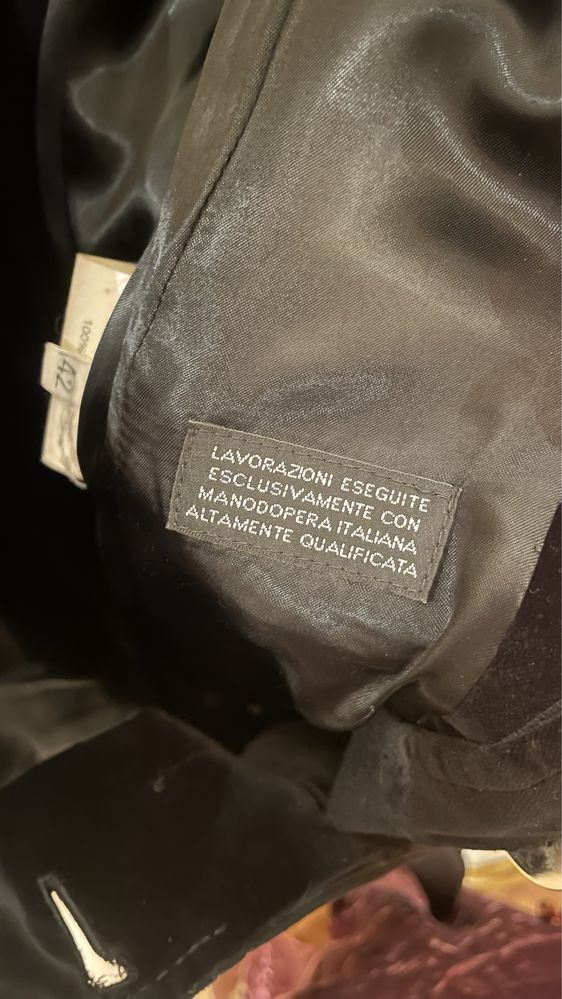 LAVORAZIONI ESEGUITE
ESCLUSIVAMENTE CON
MANODOPERA ITALIANA
ALTAMENTE QUALIFICATA
100%
42